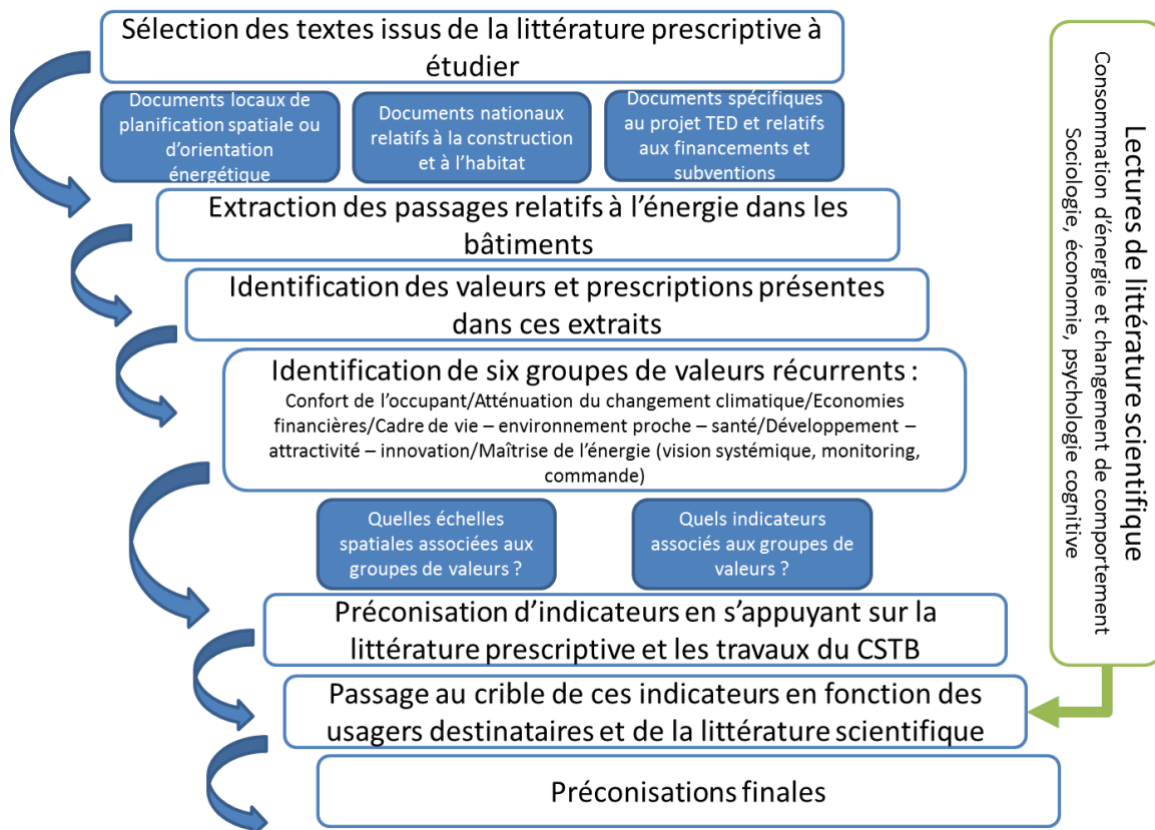 Sélection des textes issus de la littérature prescriptive à
étudier
Documents locaux de
planification spatiale ou
d'orientation
énergétique
Documents nationaux
relatifs à la construction
et à l'habitat
Documents spécifiques
au projet TED et relatifs
aux financements et
subventions
Extraction des passages relatifs à l'énergie dans les
bâtiments
Identification des valeurs et prescriptions présentes
dans ces extraits
Identification de six groupes de valeurs récurrents :
Confort de l'occupant/Atténuation du changement climatique/Economies
financières/Cadre de vie – environnement proche – santé/Développement –
attractivité – innovation/Maîtrise de l'énergie (vision systémique, monitoring,
commande)
Quelles échelles
spatiales associées aux
groupes de valeurs ?
Quels indicateurs
associés aux groupes de
valeurs ?
Préconisation d'indicateurs en s'appuyant sur la
littérature prescriptive et les travaux du CSTB
Passage au crible de ces indicateurs en fonction des
usagers destinataires et de la littérature scientifique
Préconisations finales
Lectures de littérature scientifique
Consommation d'énergie et changement de comportement
Sociologie, économie, psychologie cognitive